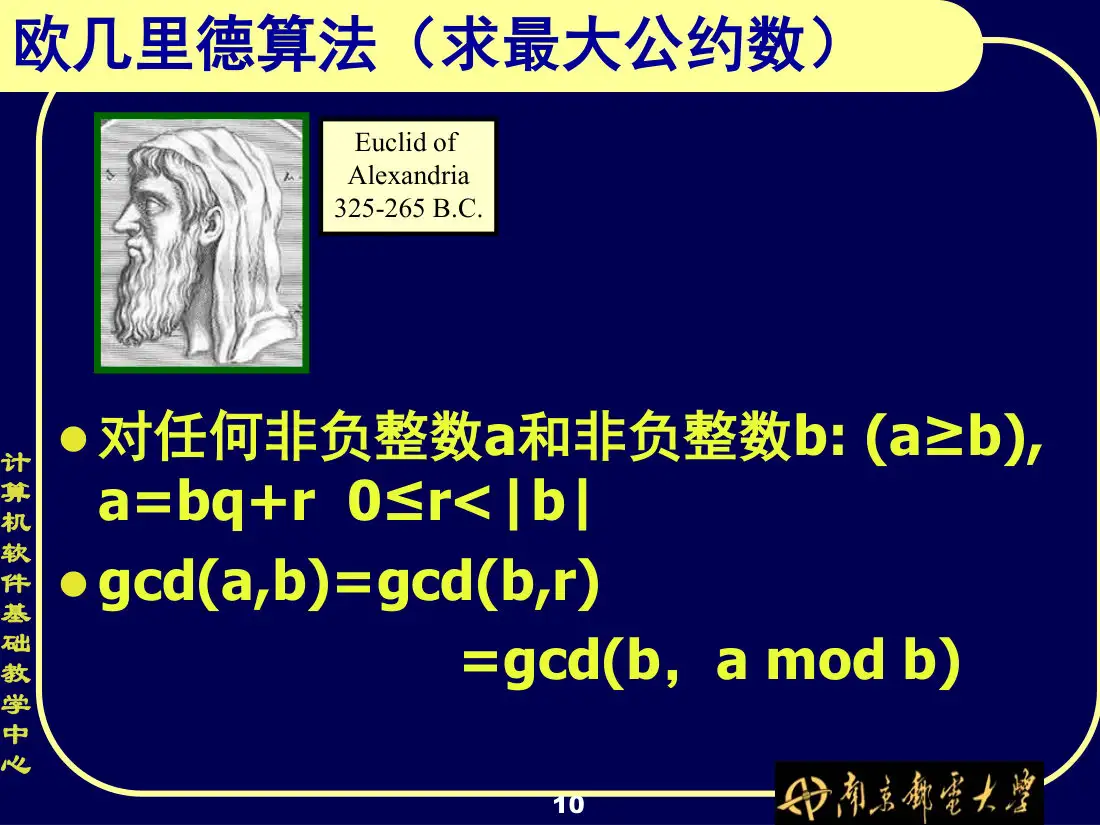 欧几里德算法（求最大公约数）
Euclid of
Alexandria
325-265 B.C.
对任何非负整数a和非负整数b: (a≥b),
a=bq+r 0≤r<|b|
gcd(a,b)=gcd(b,r)
=gcd(b，a mod b)
计算机软件基础教学中心
10
南京邮電大学